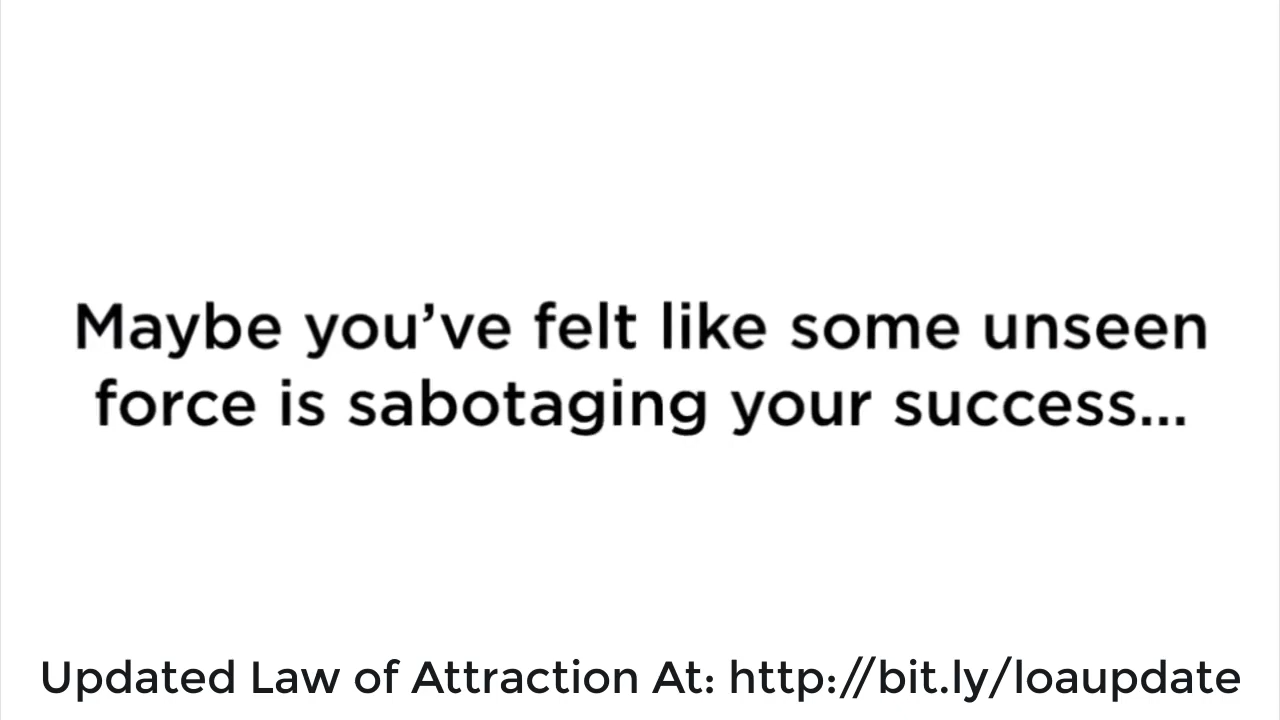 Maybe you’ve felt like some unseen
force is sabotaging your success...
Updated Law of Attraction At: http://bit.ly/loaupdate